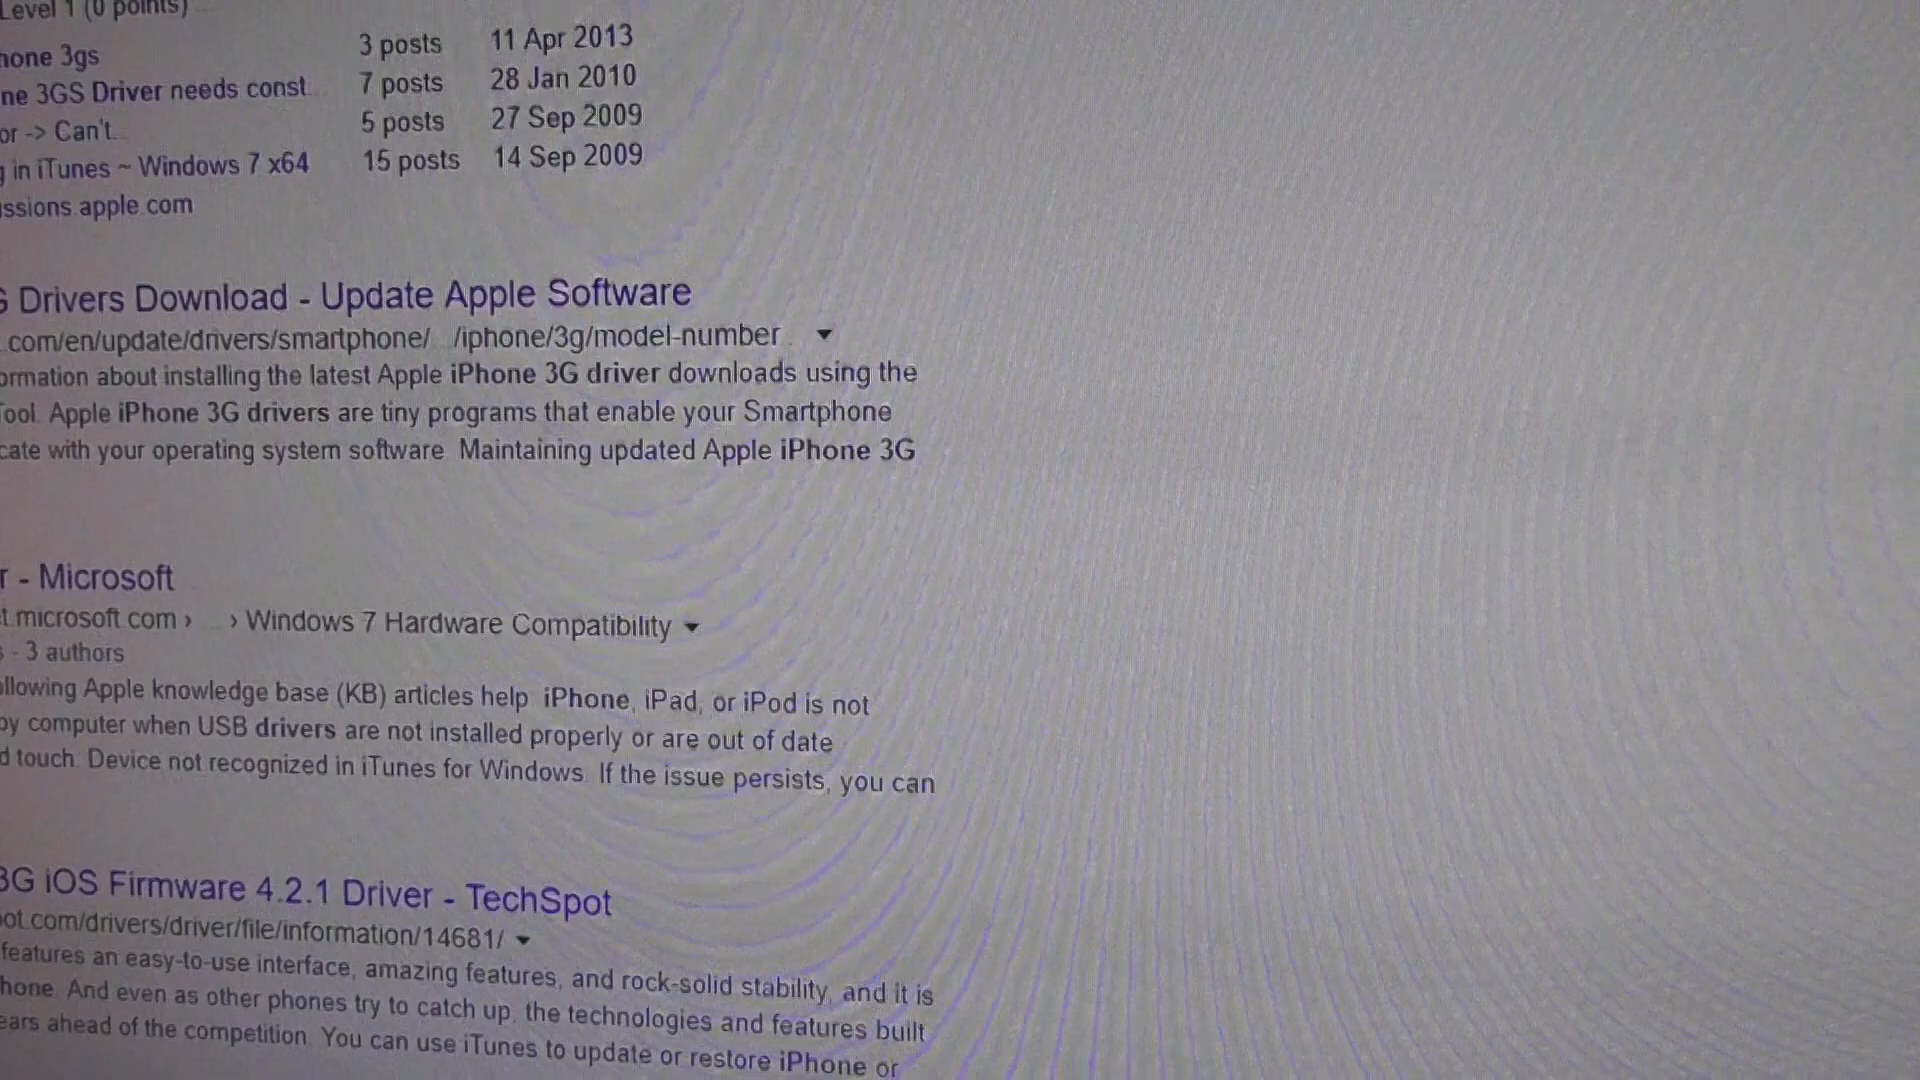 Level 1 (0 points)
hone 3gs 3 posts 11 Apr 2013
ne 3GS Driver needs const... 7 posts 28 Jan 2010
or -> Can't... 5 posts 27 Sep 2009
g in iTunes ~ Windows 7 x64 15 posts 14 Sep 2009
ssions.apple.com
G Drivers Download - Update Apple Software
.com/en/update/drivers/smartphone/.../iphone/3g/model-number...
ormation about installing the latest Apple iPhone 3G driver downloads using the
Tool. Apple iPhone 3G drivers are tiny programs that enable your Smartphone
cate with your operating system software. Maintaining updated Apple iPhone 3G
r - Microsoft
t.microsoft.com › ... › Windows 7 Hardware Compatibility
s - 3 authors
ollowing Apple knowledge base (KB) articles help iPhone, iPad, or iPod is not
by computer when USB drivers are not installed properly or are out of date
d touch: Device not recognized in iTunes for Windows. If the issue persists, you can
3G iOS Firmware 4.2.1 Driver - TechSpot
ot.com/drivers/driver/file/information/14681/
features an easy-to-use interface, amazing features, and rock-solid stability, and it is
hone. And even as other phones try to catch up, the technologies and features built
ears ahead of the competition. You can use iTunes to update or restore iPhone or